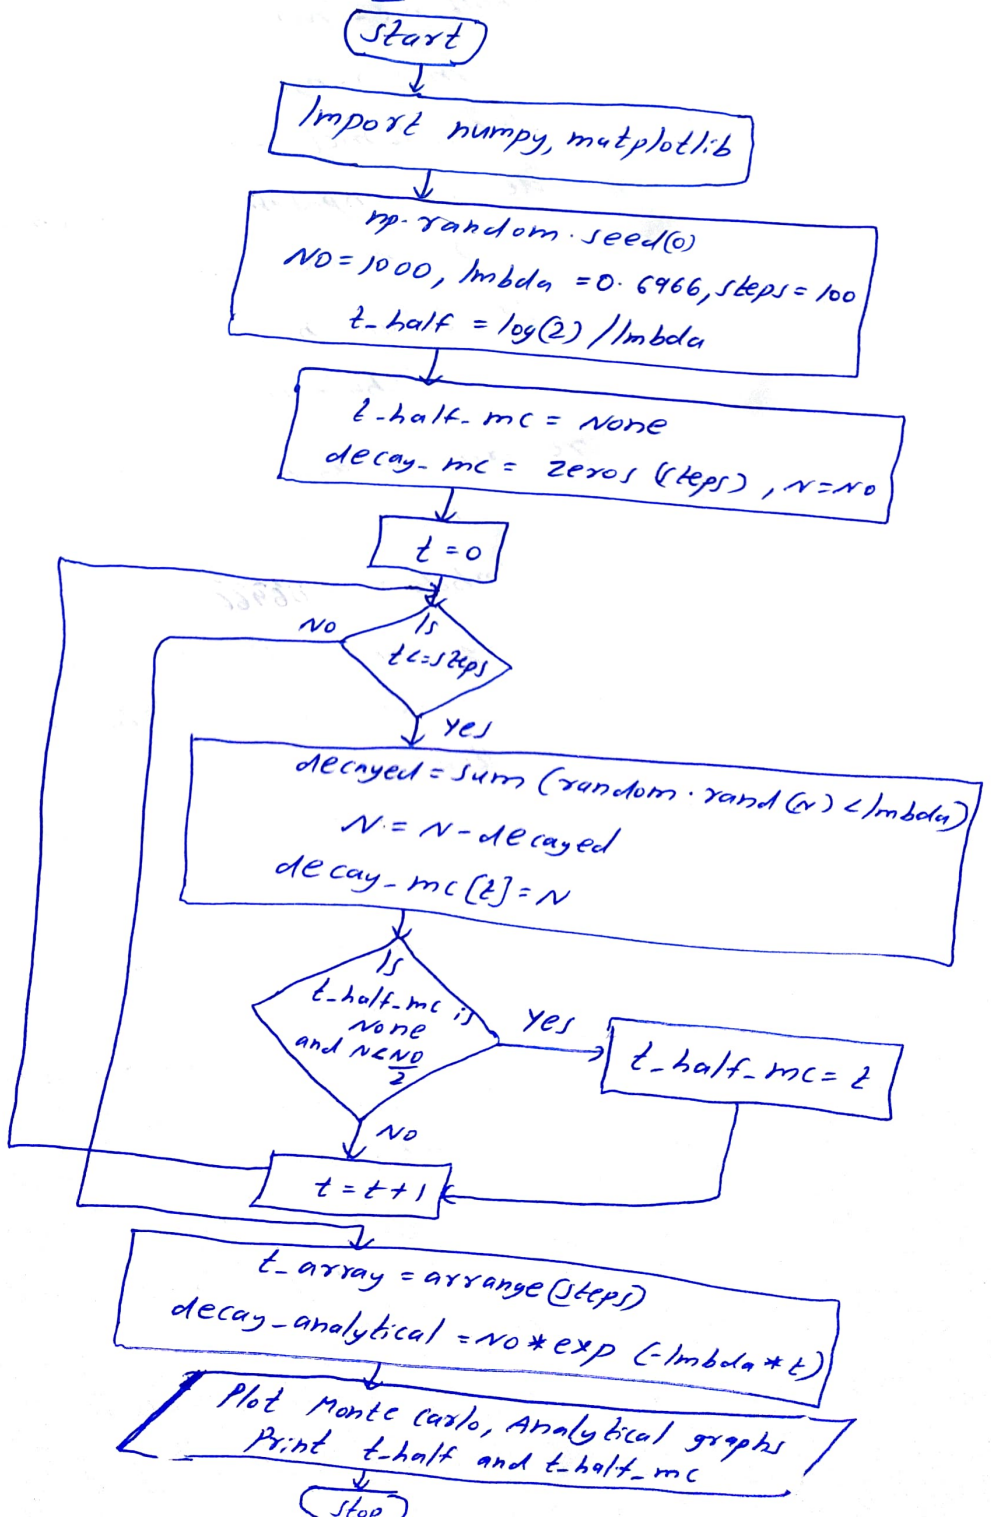 start
Import numpy, matplotlib
np.random.seed(0)
N0=1000, lmbda =0.6966, steps=100
t_half = log(2)/lmbda
t_half_mc = None
decay_mc = zeros (steps), N=N0
t=0
Is
NO
t<=steps
Yes
decayed = sum (random.rand(N) < lmbda)
N = N-decayed
decay_mc[t]=N
Is
t_half_mc is
None
and N<N0/2
Yes
t_half_mc = t
NO
t = t+1
t_array = arrange(steps)
decay_analytical = N0*exp (-lmbda*t)
Plot Monte Carlo, Analytical graphs
Print t_half and t_half_mc
stop